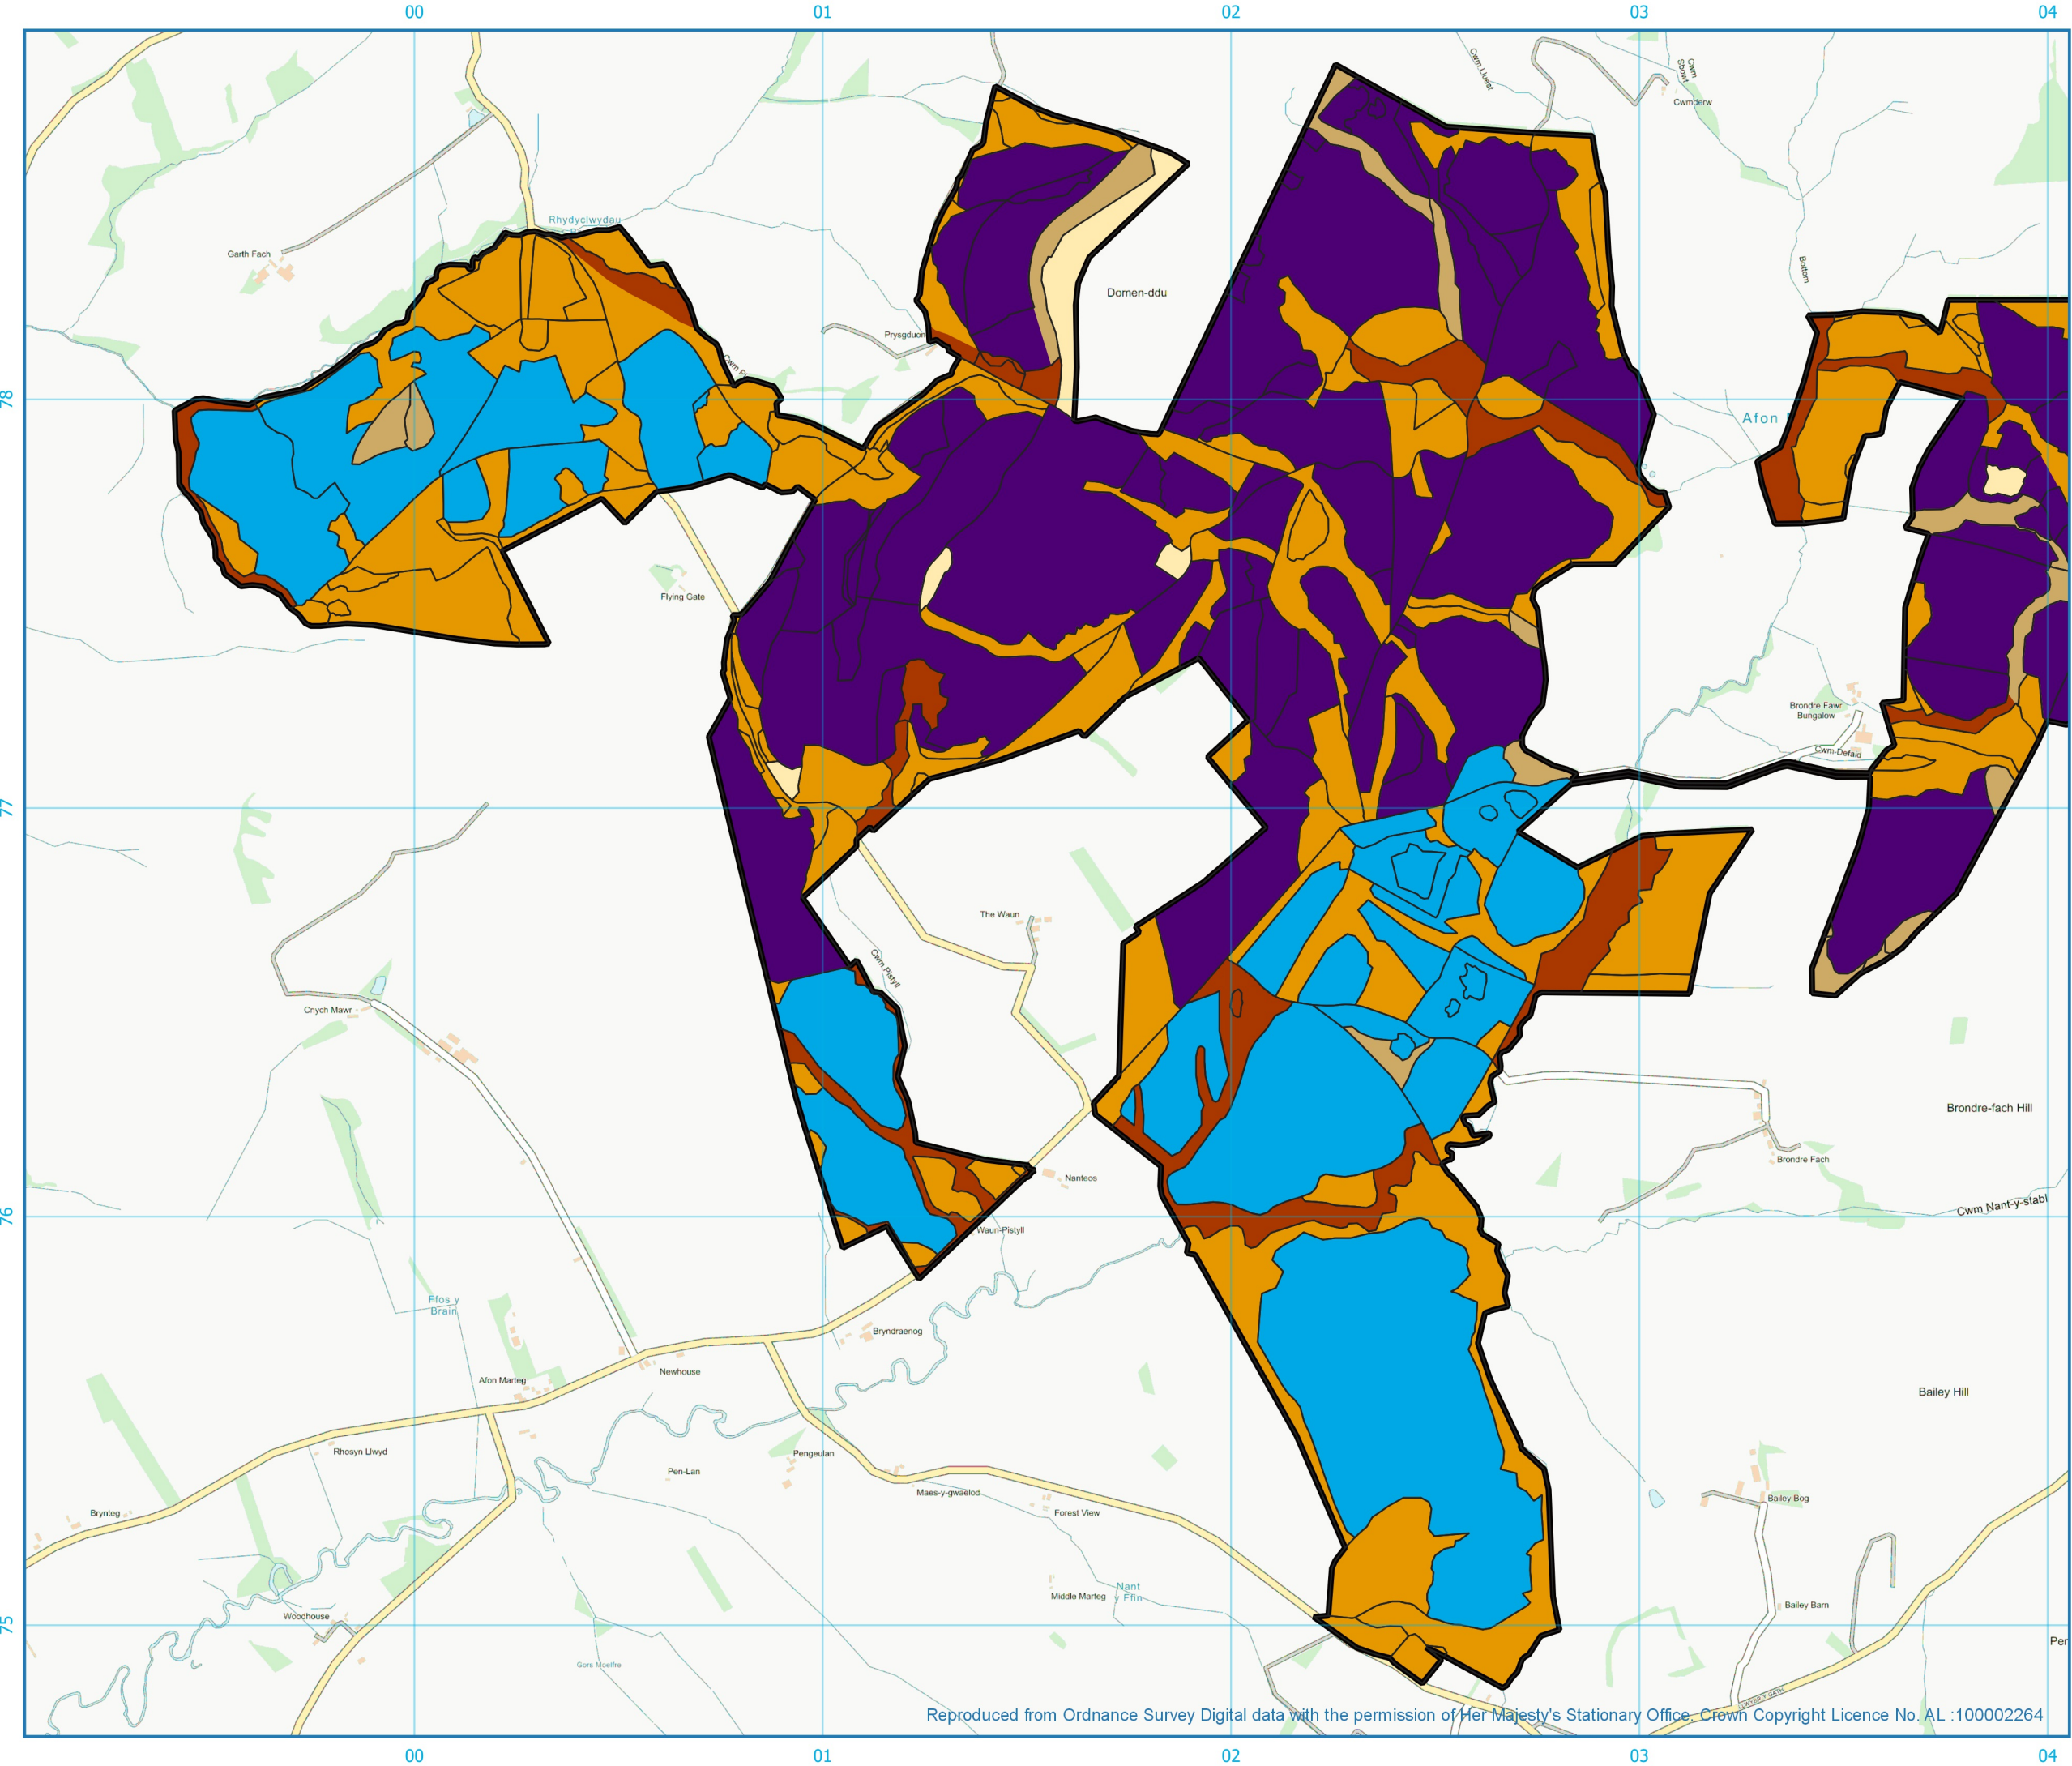 00 01 02 03 04
Cwm Lluest
Cwm
Sbowt
Cwmderw
Rhydyclwydau
Garth Fach
Bottom
Domen-ddu
Prysgduon
78
Afon
Flying Gate
Brondre Fawr
Bungalow
Cwm-Defaid
77
The Waun
Cwm Pistyll
Cnych Mawr
Brondre-fach Hill
Brondre Fach
Nanteos
Cwm Nant-y-stabl
76
Waun-Pistyll
Ffos y
Brain
Bryndraenog
Newhouse
Afon Marteg
Bailey Hill
Rhosyn Llwyd
Pengeulan
Pen-Lan
Maes-y-gwaelod
Bailey Bog
Brynteg
Forest View
Nant
y Ffin
Middle Marteg
Bailey Barn
Woodhouse
75
Per
Gors Moelfre
Reproduced from Ordnance Survey Digital data with the permission of Her Majesty's Stationary Office. Crown Copyright Licence No. AL :100002264
00 01 02 03 04